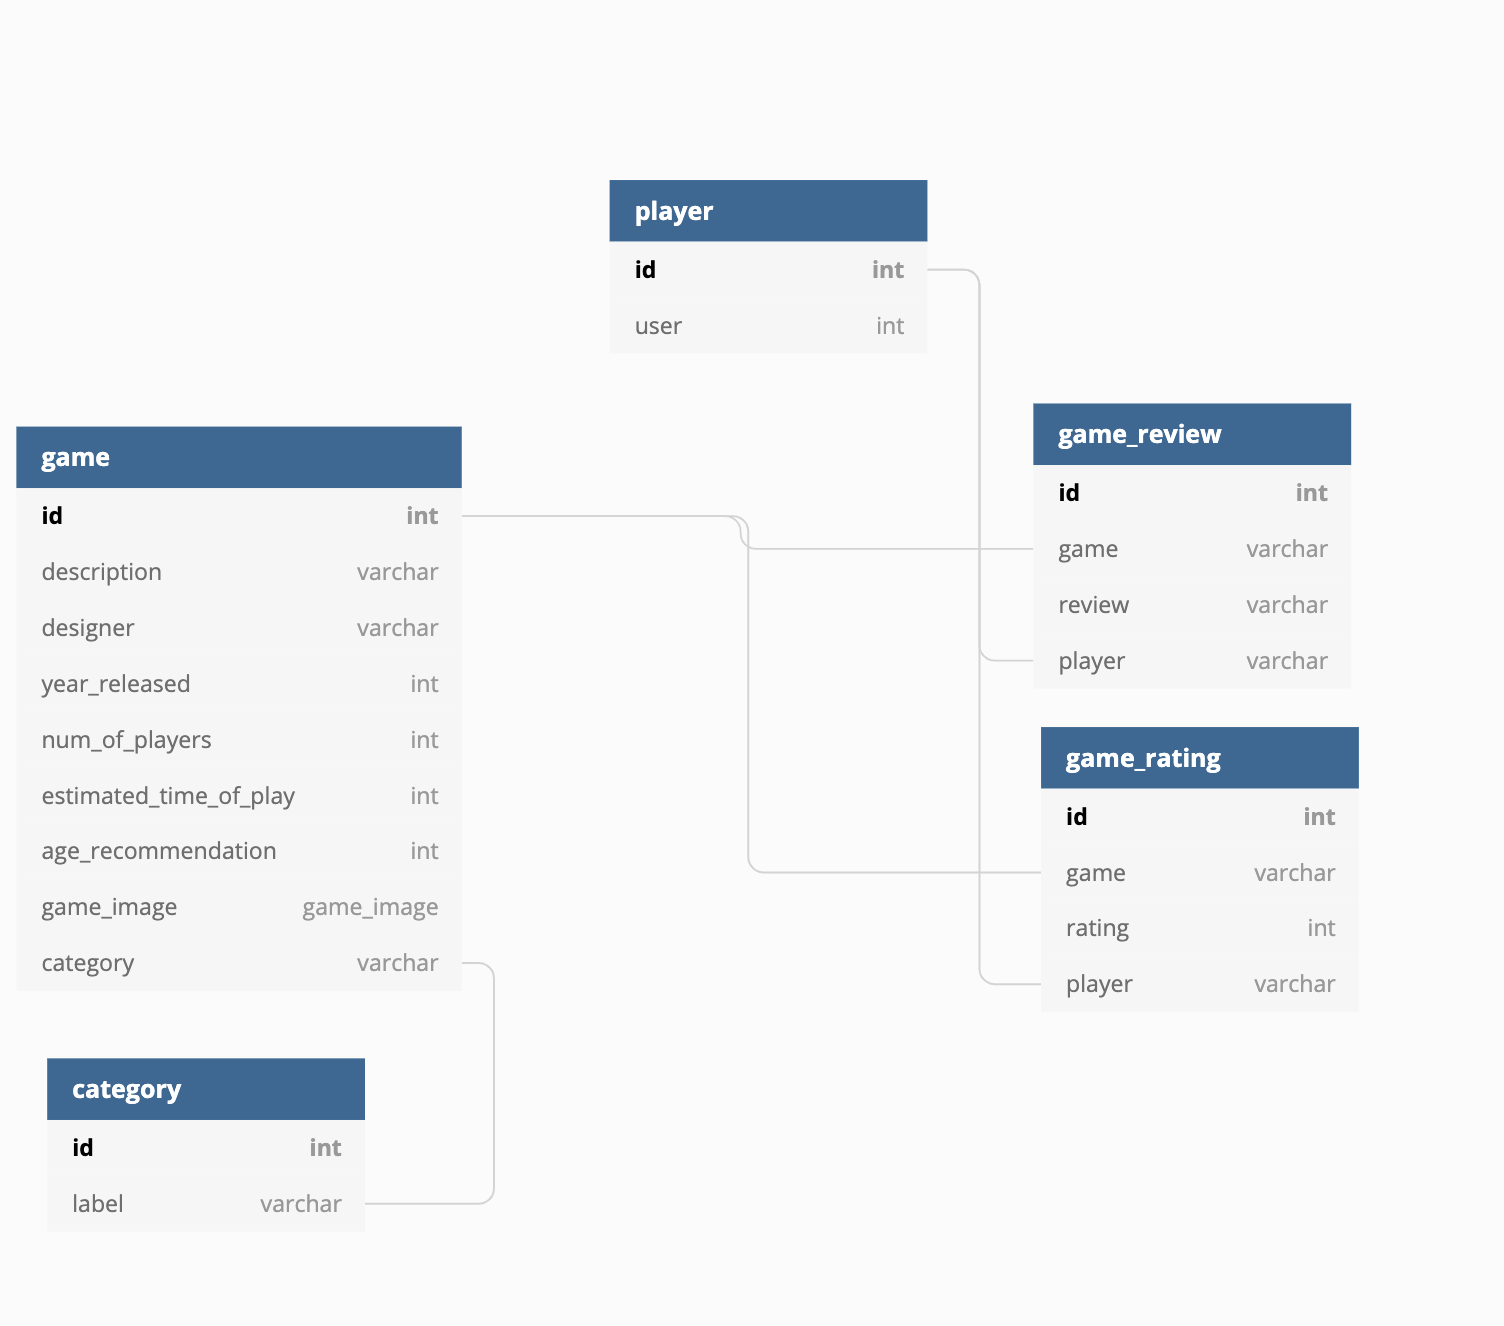 player
id int
user int
game
id int
description varchar
designer varchar
year_released int
num_of_players int
estimated_time_of_play int
age_recommendation int
game_image game_image
category varchar
game_review
id int
game varchar
review varchar
player varchar
game_rating
id int
game varchar
rating int
player varchar
category
id int
label varchar